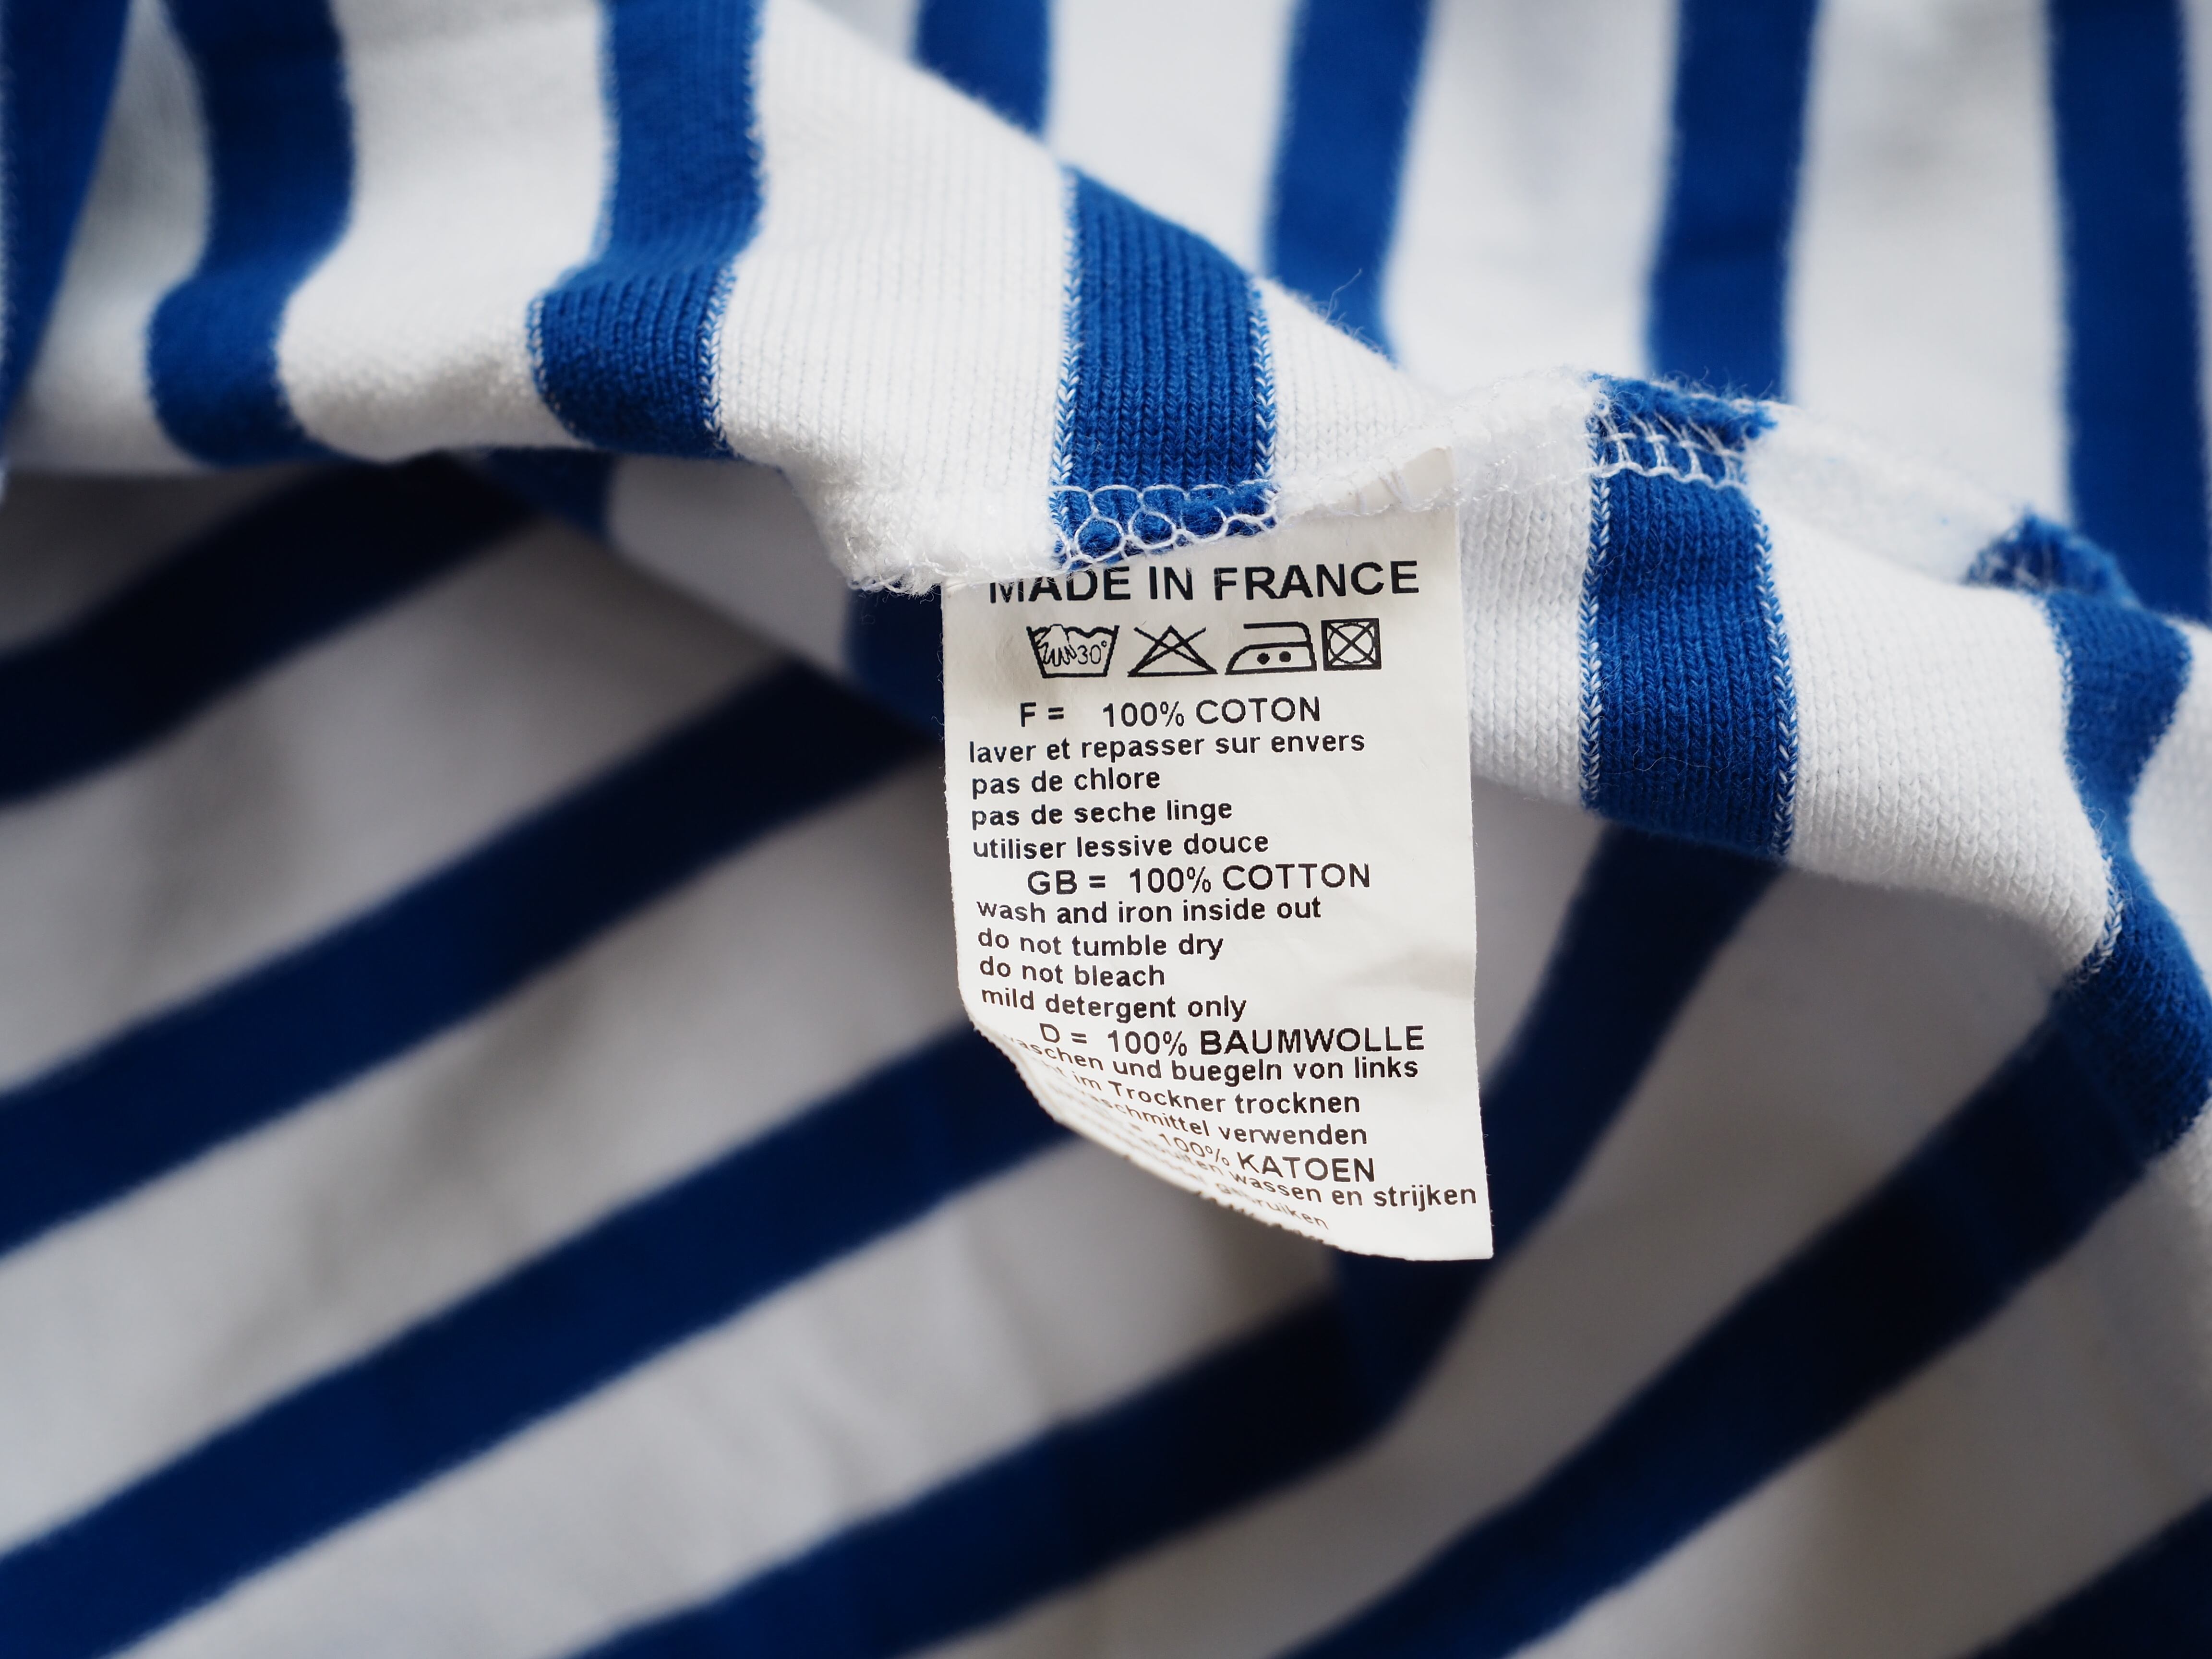 MADE IN FRANCE
30°
F = 100% COTON
laver et repasser sur envers
pas de chlore
pas de seche linge
utiliser lessive douce
GB = 100% COTTON
wash and iron inside out
do not tumble dry
do not bleach
mild detergent only
D = 100% BAUMWOLLE
und buegeln von links
im Trockner trocknen
verwenden
100% KATOEN
wassen en strijken